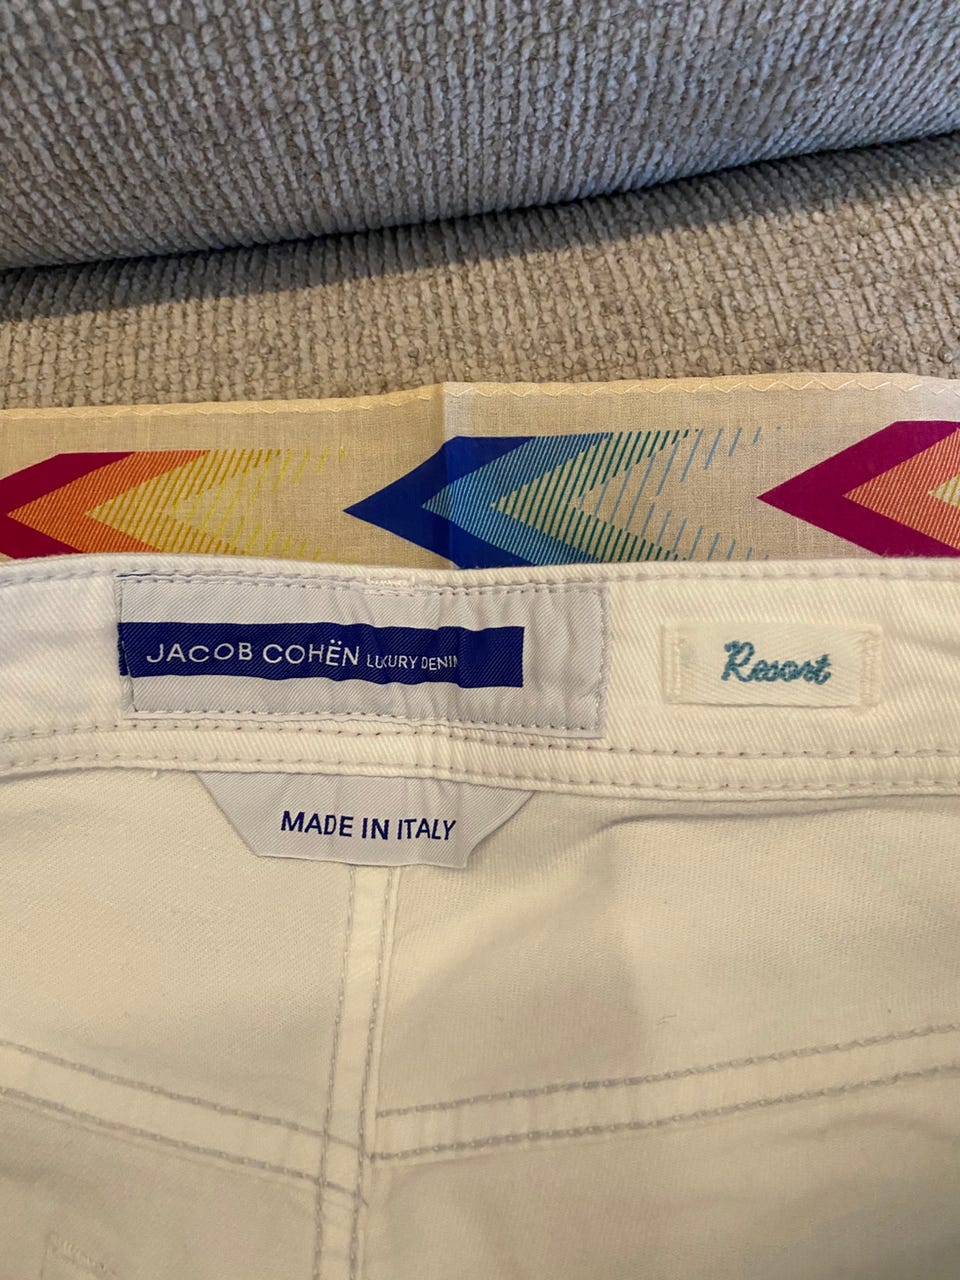 JACOB COHËN LUXURY DENIM
Resort
MADE IN ITALY